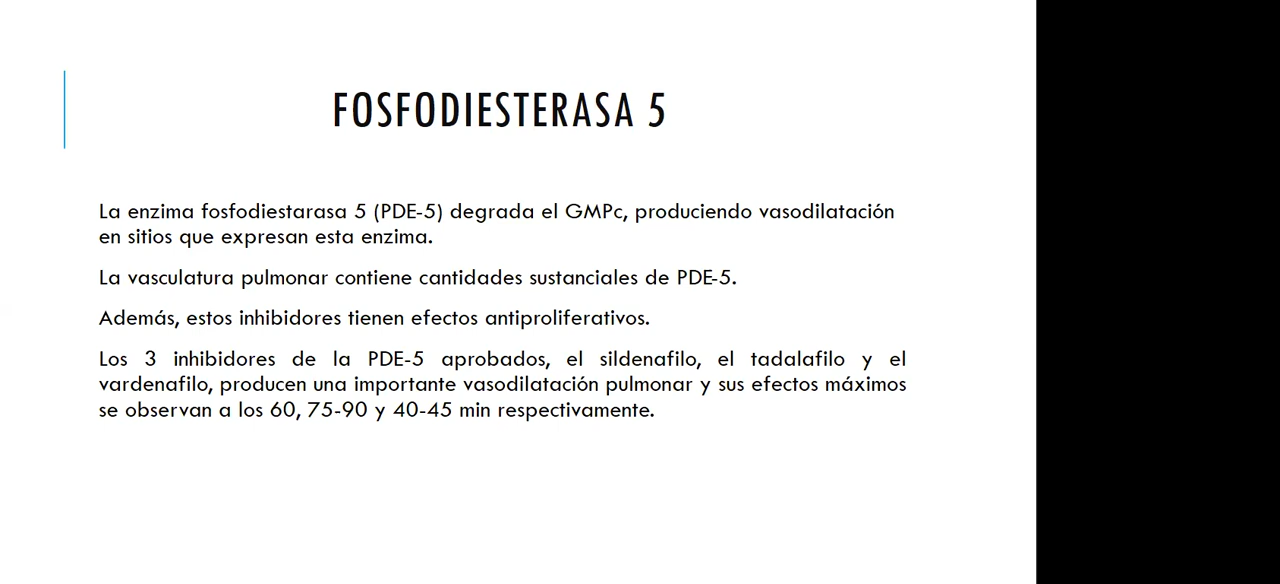 FOSFODIESTERASA 5
La enzima fosfodiestarasa 5 (PDE-5) degrada el GMPc, produciendo vasodilatación
en sitios que expresan esta enzima.
La vasculatura pulmonar contiene cantidades sustanciales de PDE-5.
Además, estos inhibidores tienen efectos antiproliferativos.
Los 3 inhibidores de la PDE-5 aprobados, el sildenafilo, el tadalafilo y el
vardenafilo, producen una importante vasodilatación pulmonar y sus efectos máximos
se observan a los 60, 75-90 y 40-45 min respectivamente.